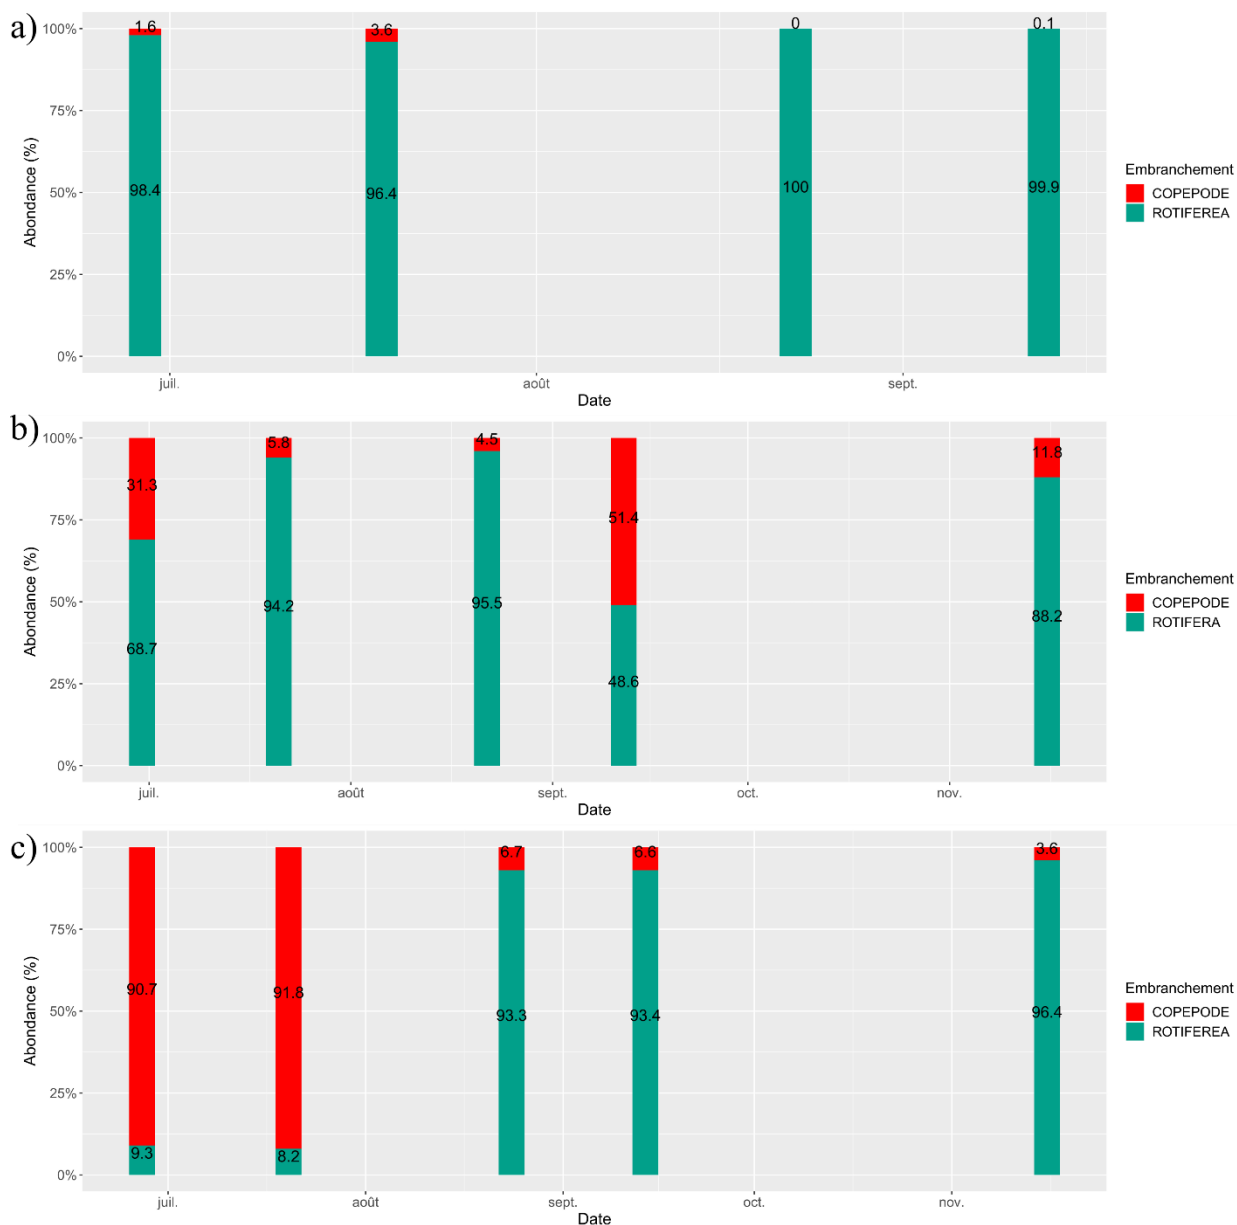 a)
100%
75%
50%
25%
0%
Abondance (%)
1.6
3.6
0
0.1
98.4
96.4
100
99.9
juil.
août
sept.
Date
Embranchement
COPEPODE
ROTIFEREA
b)
100%
75%
50%
25%
0%
Abondance (%)
31.3
5.8
4.5
51.4
11.8
68.7
94.2
95.5
48.6
88.2
juil.
août
sept.
oct.
nov.
Date
Embranchement
COPEPODE
ROTIFERA
c)
100%
75%
50%
25%
0%
Abondance (%)
90.7
91.8
6.7
6.6
3.6
9.3
8.2
93.3
93.4
96.4
juil.
août
sept.
oct.
nov.
Date
Embranchement
COPEPODE
ROTIFEREA